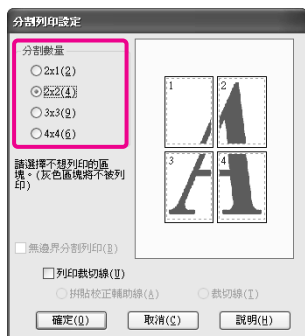 分割列印設定
分割數量
2x1(2)
2x2(4)
3x3(9)
4x4(6)
請選擇不想列印的區
塊。(灰色區塊將不被列
印)
1
2
3
4
無邊界分割列印(B)
列印裁切線(U)
拼貼校正輔助線(A)
裁切線(I)
確定(O)
取消(C)
說明(H)